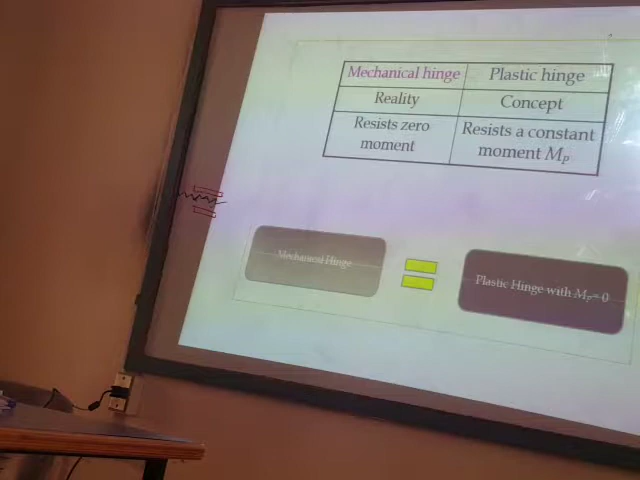 Mechanical hinge Plastic hinge
Reality Concept
Resists zero moment Resists a constant moment Mp
Mechanical Hinge Plastic Hinge with Mp=0